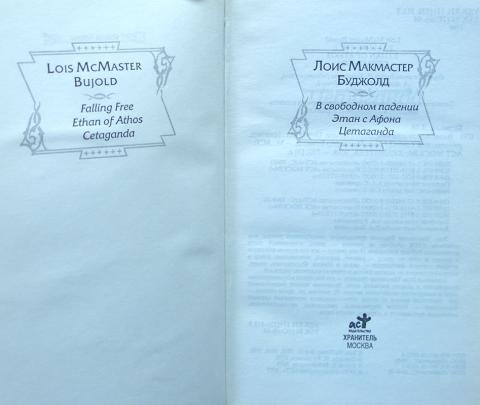 LOIS MCMASTER
BUJOLD
Falling Free
Ethan of Athos
Cetaganda
ЛОИС МАКМАСТЕР
БУДЖОЛД
В свободном падении
Этан с Афона
Цетаганда
аст
издательство
ХРАНИТЕЛЬ
МОСКВА